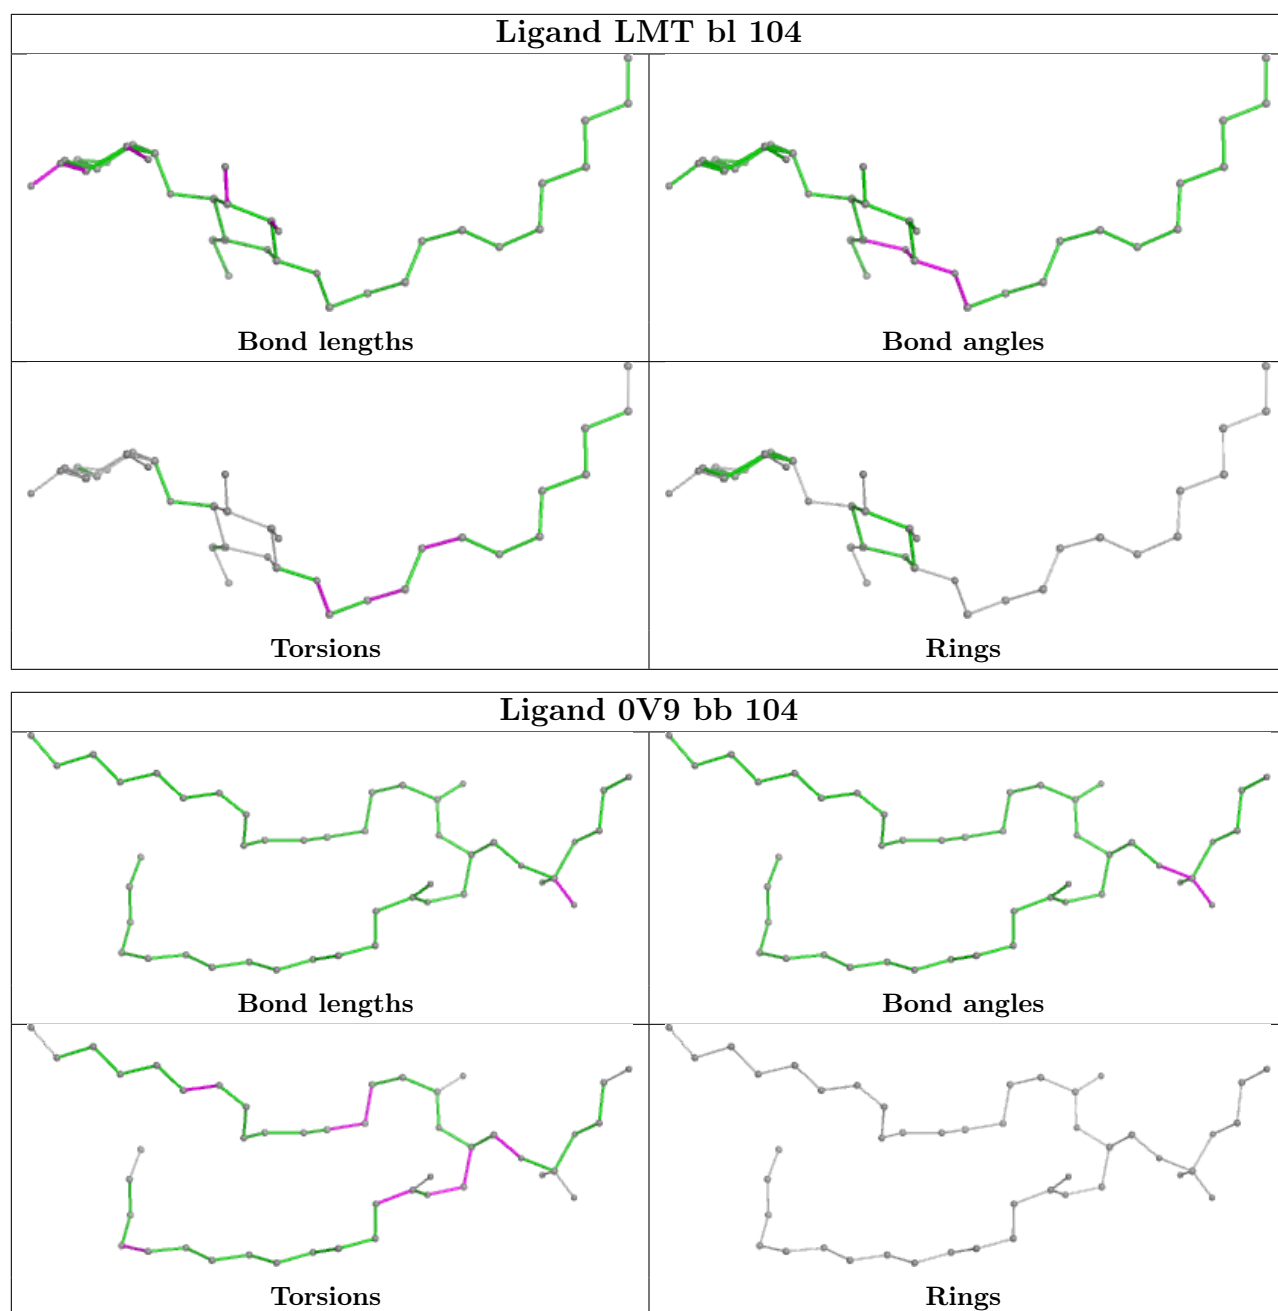 Ligand LMT bl 104
Bond lengths
Bond angles
Torsions
Rings
Ligand 0V9 bb 104
Bond lengths
Bond angles
Torsions
Rings